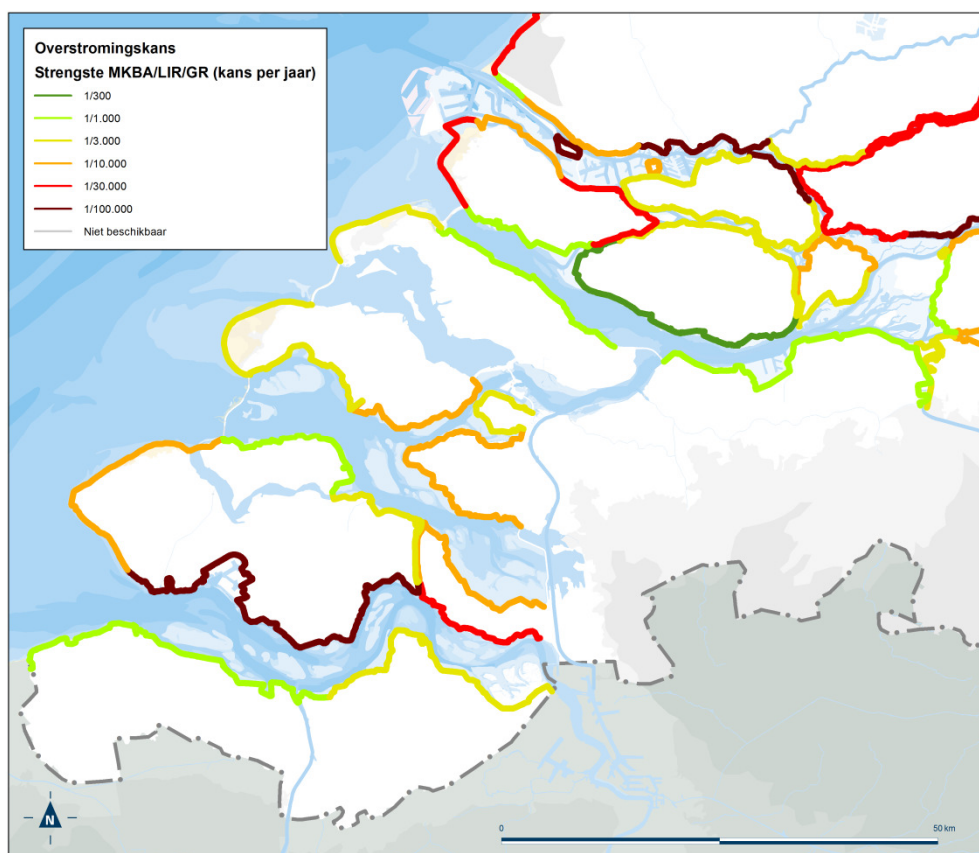 Overstromingskans
Strengste MKBA/LIR/GR (kans per jaar)
1/300
1/1.000
1/3.000
1/10.000
1/30.000
1/100.000
Niet beschikbaar
N
0
50 km